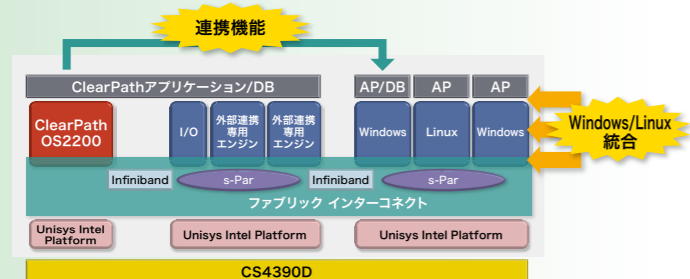 連携機能
ClearPathアプリケーション/DB
AP/DB
AP
AP
ClearPath
OS2200
I/O
外部連携
専用
エンジン
外部連携
専用
エンジン
Windows
Linux
Windows
Windows/Linux
統合
Infiniband
s-Par
Infiniband
s-Par
ファブリック インターコネクト
Unisys Intel
Platform
Unisys Intel Platform
Unisys Intel Platform
CS4390D